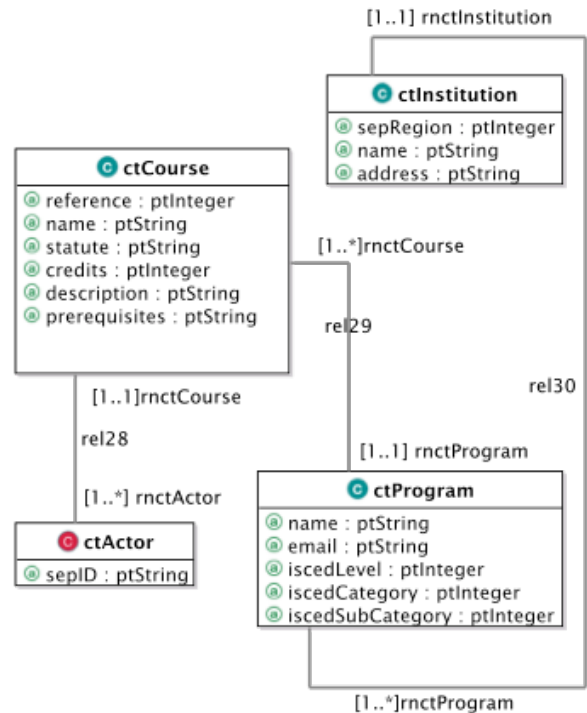 [1..1] rnctInstitution
C ctInstitution
a sepRegion : ptInteger
a name : ptString
a address : ptString
C ctCourse
a reference : ptInteger
a name : ptString
a statute : ptString
a credits : ptInteger
a description : ptString
a prerequisites : ptString
[1..*]rnctCourse
rel29
rel30
[1..1]rnctCourse
rel28
[1..1] rnctProgram
[1..*] rnctActor
C ctActor
a sepID : ptString
C ctProgram
a name : ptString
a email : ptString
a iscedLevel : ptInteger
a iscedCategory : ptInteger
a iscedSubCategory : ptInteger
[1..*]rnctProgram